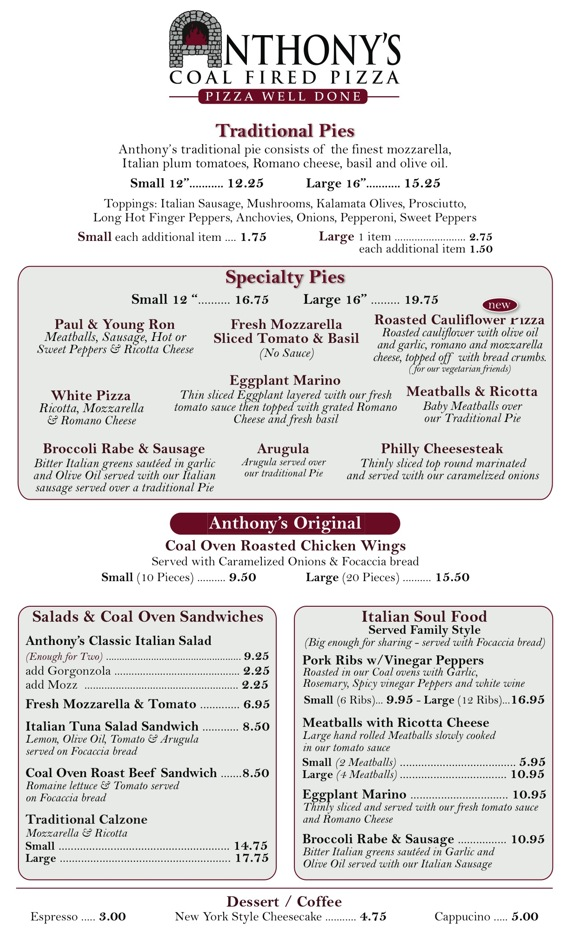 ANTHONY'S
COAL FIRED PIZZA
PIZZA WELL DONE
Traditional Pies
Anthony's traditional pie consists of the finest mozzarella,
Italian plum tomatoes, Romano cheese, basil and olive oil.
Small 12”........... 12.25 Large 16”........... 15.25
Toppings: Italian Sausage, Mushrooms, Kalamata Olives, Prosciutto,
Long Hot Finger Peppers, Anchovies, Onions, Pepperoni, Sweet Peppers
Small each additional item .... 1.75 Large 1 item ......................... 2.75
each additional item 1.50
Specialty Pies
Small 12 “.......... 16.75 Large 16” ......... 19.75
new
Paul & Young Ron
Meatballs, Sausage, Hot or
Sweet Peppers & Ricotta Cheese
Fresh Mozzarella
Sliced Tomato & Basil
(No Sauce)
Roasted Cauliflower Pizza
Roasted cauliflower with olive oil
and garlic, romano and mozzarella
cheese, topped off with bread crumbs.
(for our vegetarian friends)
White Pizza
Ricotta, Mozzarella
& Romano Cheese
Eggplant Marino
Thin sliced Eggplant layered with our fresh
tomato sauce then topped with grated Romano
Cheese and fresh basil
Meatballs & Ricotta
Baby Meatballs over
our Traditional Pie
Broccoli Rabe & Sausage
Bitter Italian greens sautéed in garlic
and Olive Oil served with our Italian
sausage served over a traditional Pie
Arugula
Arugula served over
our traditional Pie
Philly Cheesesteak
Thinly sliced top round marinated
and served with our caramelized onions
Anthony's Original
Coal Oven Roasted Chicken Wings
Served with Caramelized Onions & Focaccia bread
Small (10 Pieces) .......... 9.50 Large (20 Pieces) .......... 15.50
Salads & Coal Oven Sandwiches
Anthony's Classic Italian Salad
(Enough for Two) ................................................ 9.25
add Gorgonzola ............................................ 2.25
add Mozz ...................................................... 2.25
Fresh Mozzarella & Tomato ............ 6.95
Italian Tuna Salad Sandwich ........... 8.50
Lemon, Olive Oil, Tomato & Arugula
served on Focaccia bread
Coal Oven Roast Beef Sandwich .......8.50
Romaine lettuce & Tomato served
on Focaccia bread
Traditional Calzone
Mozzarella & Ricotta
Small ........................................................ 14.75
Large ........................................................ 17.75
Italian Soul Food
Served Family Style
(Big enough for sharing - served with Focaccia bread)
Pork Ribs w/Vinegar Peppers
Roasted in our Coal ovens with Garlic,
Rosemary, Spicy vinegar Peppers and white wine
Small (6 Ribs)... 9.95 - Large (12 Ribs)...16.95
Meatballs with Ricotta Cheese
Large hand rolled Meatballs slowly cooked
in our tomato sauce
Small (2 Meatballs) ...................................... 5.95
Large (4 Meatballs) ................................... 10.95
Eggplant Marino ............................ 10.95
Thinly sliced and served with our fresh tomato sauce
and Romano Cheese
Broccoli Rabe & Sausage ................ 10.95
Bitter Italian greens sautéed in Garlic and
Olive Oil served with our Italian Sausage
Dessert / Coffee
Espresso ..... 3.00 New York Style Cheesecake ........... 4.75 Cappucino ..... 5.00